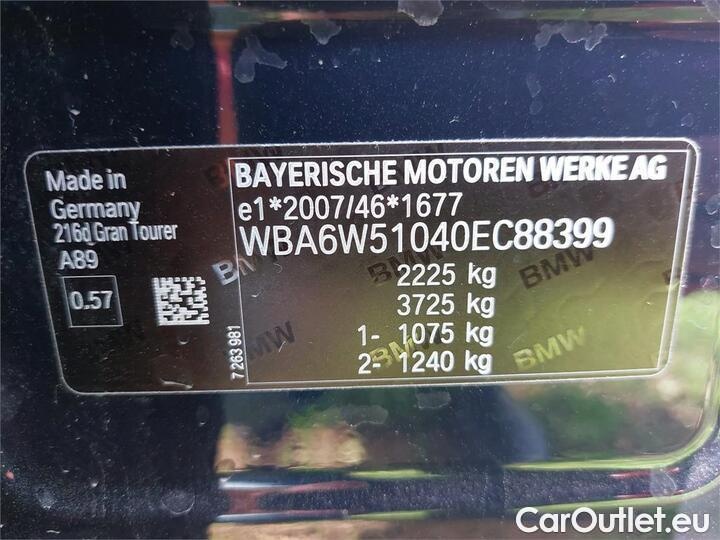 Made in
Germany
216d Gran Tourer
A89
0.57
7 263 981
BAYERISCHE MOTOREN WERKE AG
e1*2007/46*1677
WBA6W51040EC88399
2225 kg
3725 kg
1- 1075 kg
2- 1240 kg
BMW
BMW
BMW
BMW
BMW
BMW
BMW
CarOutlet.eu